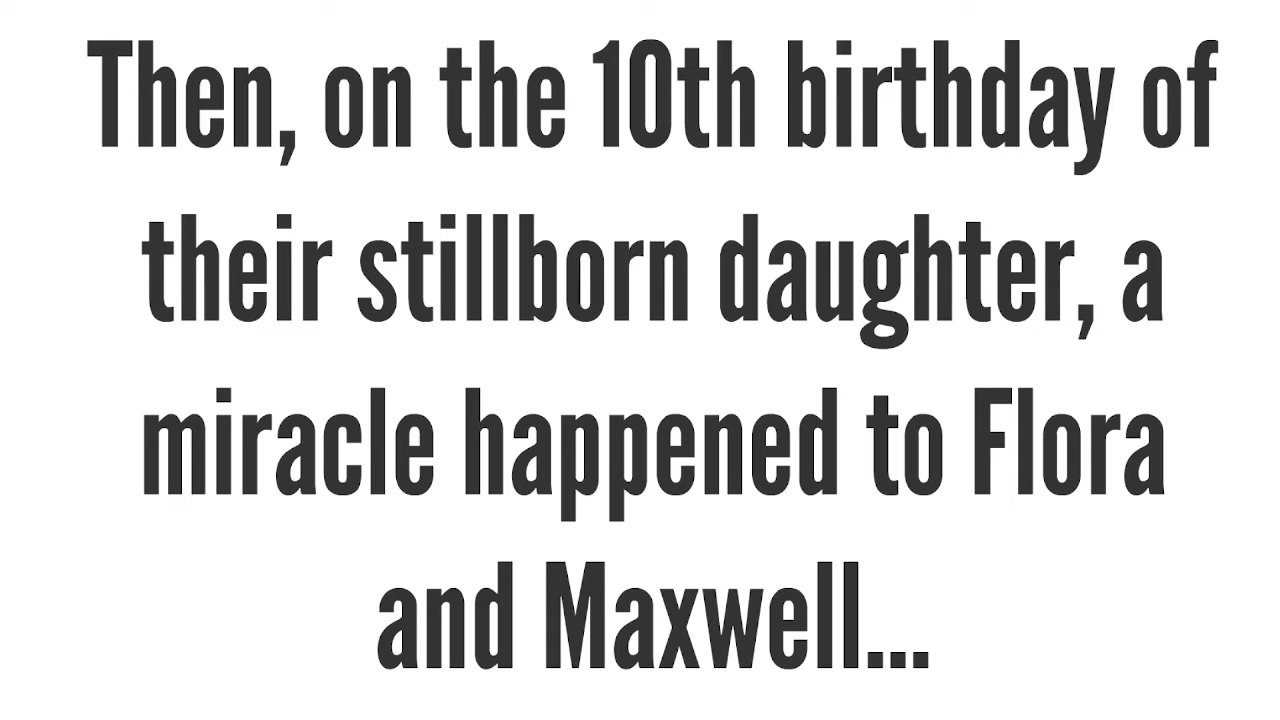 Then, on the 10th birthday of
their stillborn daughter, a
miracle happened to Flora
and Maxwell...